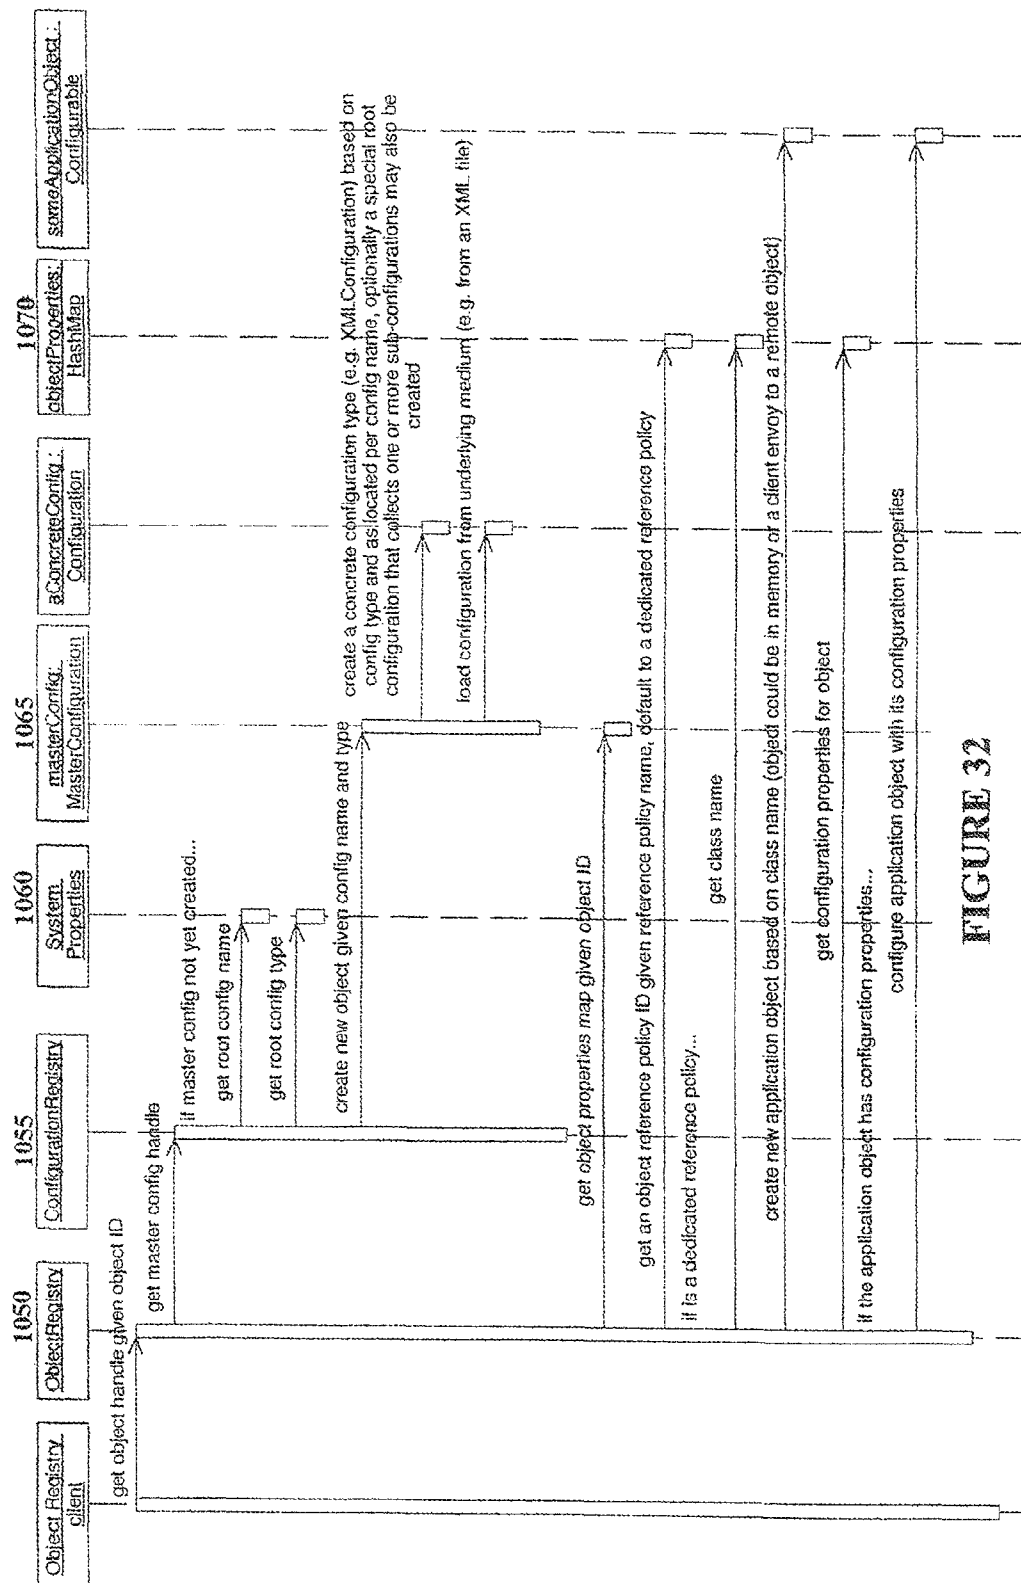 Object Registry
client
1050
ObjectRegistry
1055
ConfigurationRegistry
1060
System
Properties
1065
masterConfig:
MasterConfiguration
aConcreteConfig :
Configuration
1070
objectProperties:
HashMap
someApplicationObject :
Configurable
get object handle given object ID
get master config handle
if master config not yet created...
get root config name
get root config type
create new object given config name and type
create a concrete configuration type (e.g. XMLConfiguration) based on
config type and as located per config name, optionally a special root
configuration that collects one or more sub-configurations may also be
created
load configuration from underlying medium (e.g. from an XML file)
get object properties map given object ID
get an object reference policy ID given reference policy name, default to a dedicated reference policy
if is a dedicated reference policy...
get class name
create new application object based on class name (object could be in memory or a client envoy to a remote object)
get configuration properties for object
if the application object has configuration properties...
configure application object with its configuration properties
FIGURE 32